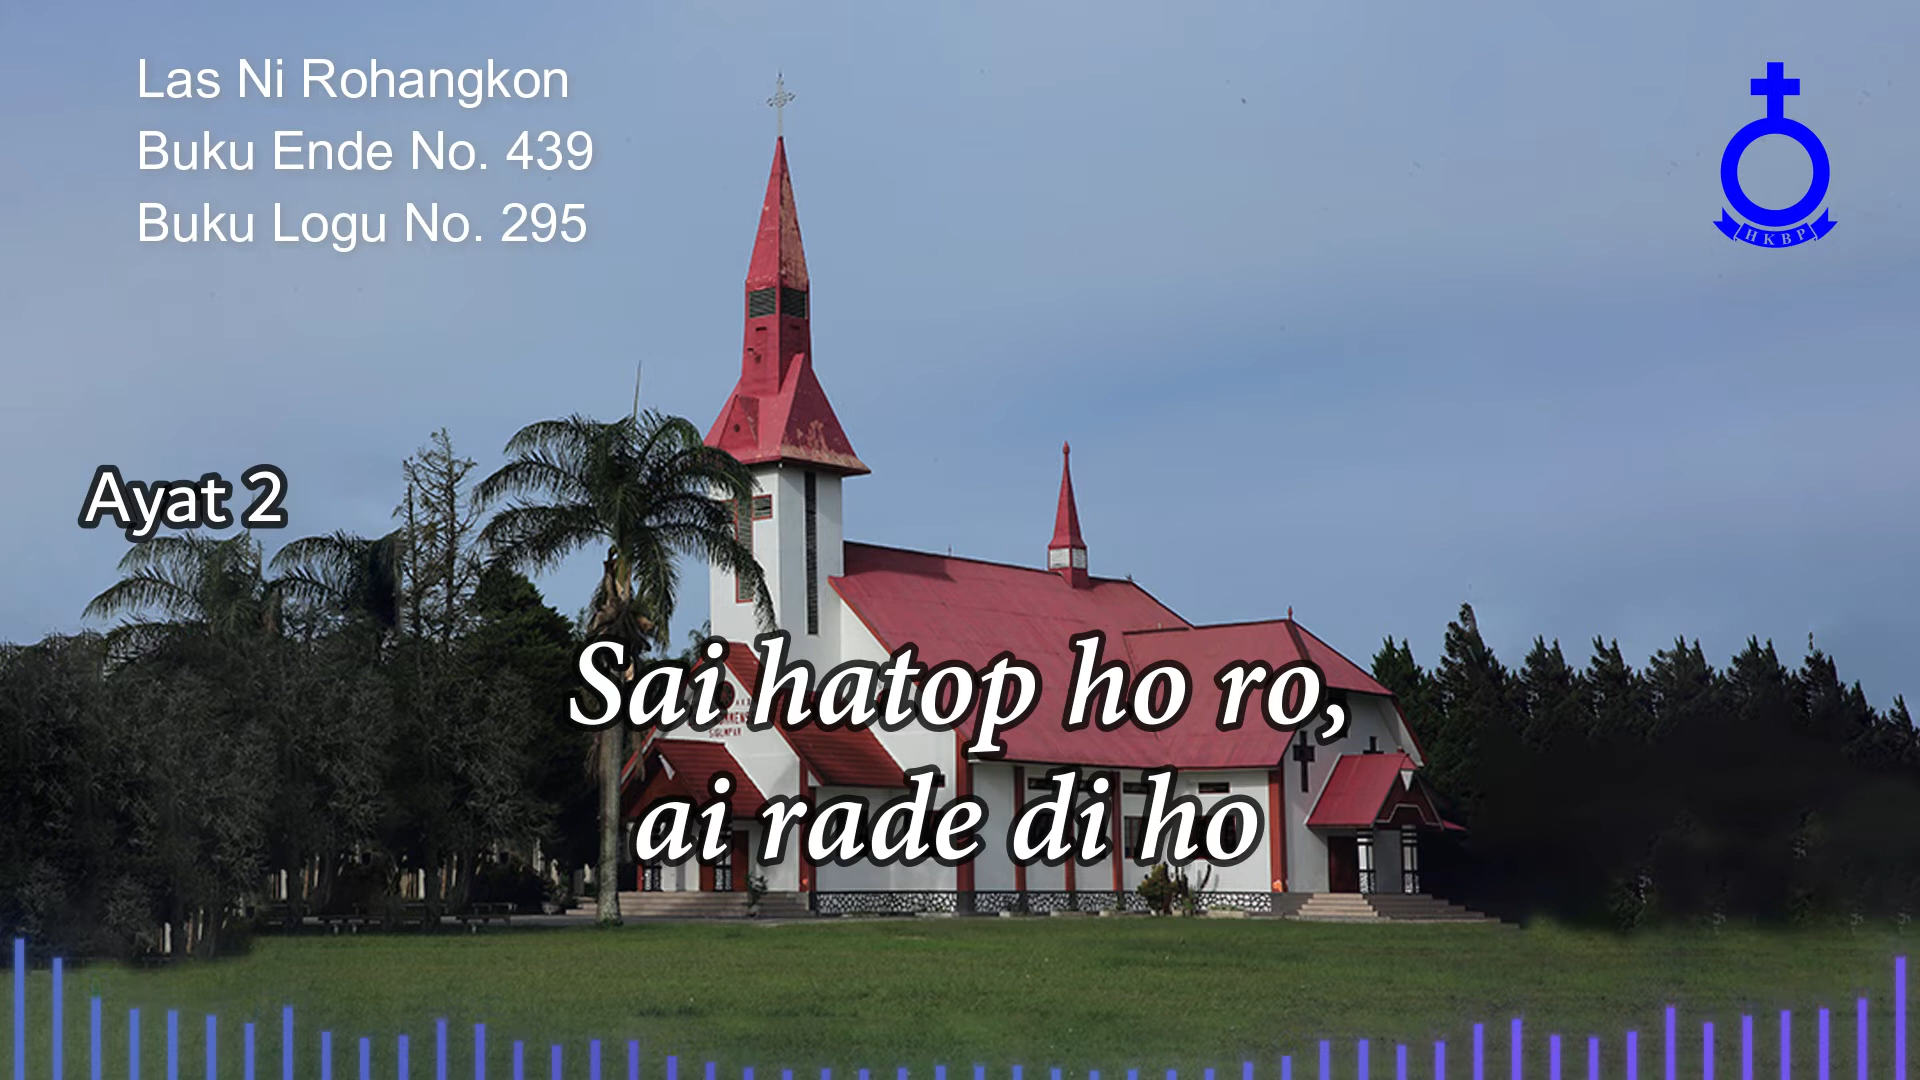 Las Ni Rohangkon
Buku Ende No. 439
Buku Logu No. 295
HKBP
Ayat 2
Sai hatop ho ro,
ai rade di ho